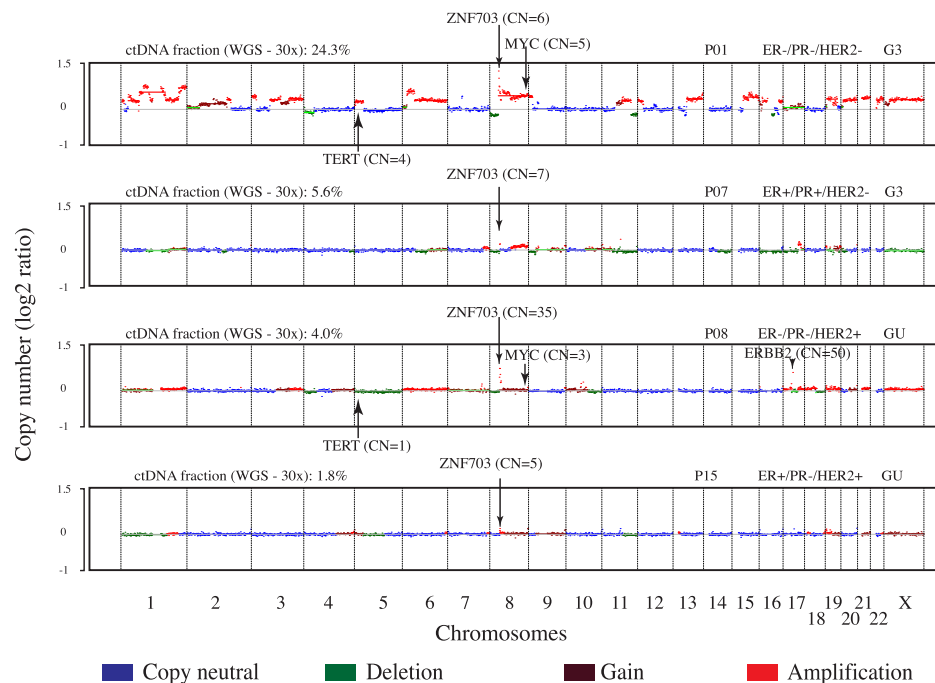 ZNF703 (CN=6)
MYC (CN=5)
ctDNA fraction (WGS - 30x): 24.3% P01 ER-/PR-/HER2- G3
1.5
0
-1
TERT (CN=4)
ZNF703 (CN=7)
ctDNA fraction (WGS - 30x): 5.6% P07 ER+/PR+/HER2- G3
1.5
0
-1
Copy number (log2 ratio)
ZNF703 (CN=35)
ctDNA fraction (WGS - 30x): 4.0% P08 ER-/PR-/HER2+ GU
MYC (CN=3)
ERBB2 (CN=50)
1.5
0
-1
TERT (CN=1)
ZNF703 (CN=5)
ctDNA fraction (WGS - 30x): 1.8% P15 ER+/PR-/HER2+ GU
1.5
0
-1
1 2 3 4 5 6 7 8 9 10 11 12 13 14 15 16 17 19 21 X
18 20 22
Chromosomes
Copy neutral Deletion Gain Amplification